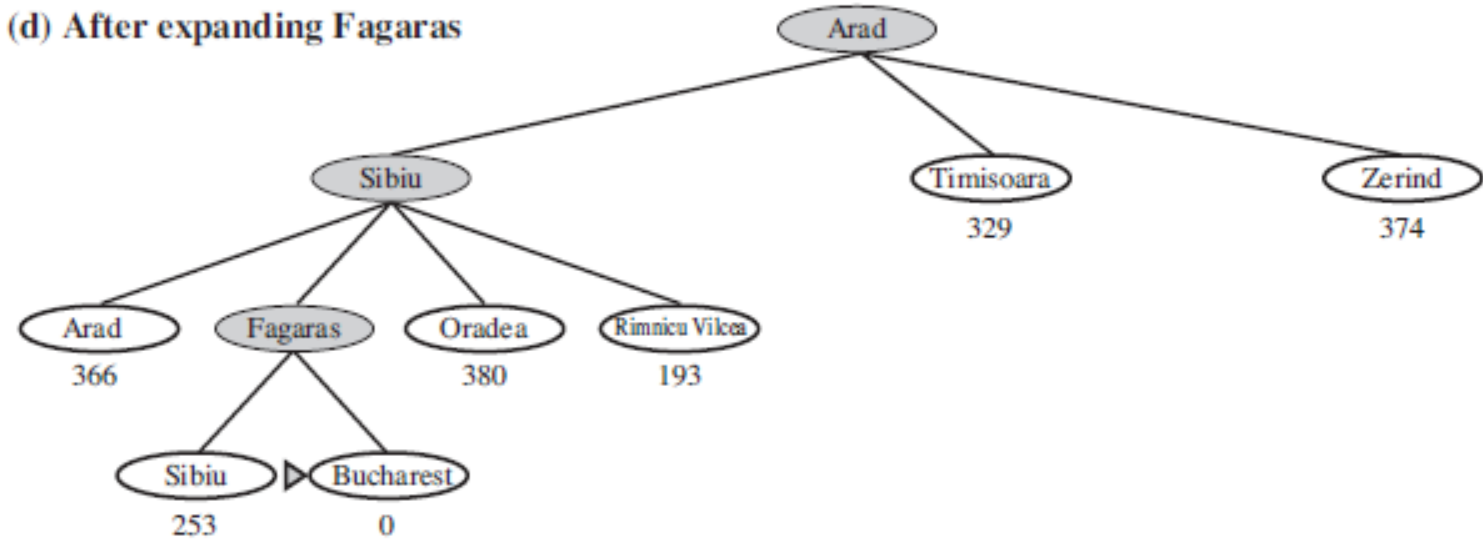 (d) After expanding Fagaras
Arad
Sibiu
Timisoara
Zerind
329
374
Arad
Fagaras
Oradea
Rimnicu Vilcea
366
380
193
Sibiu
Bucharest
253
0